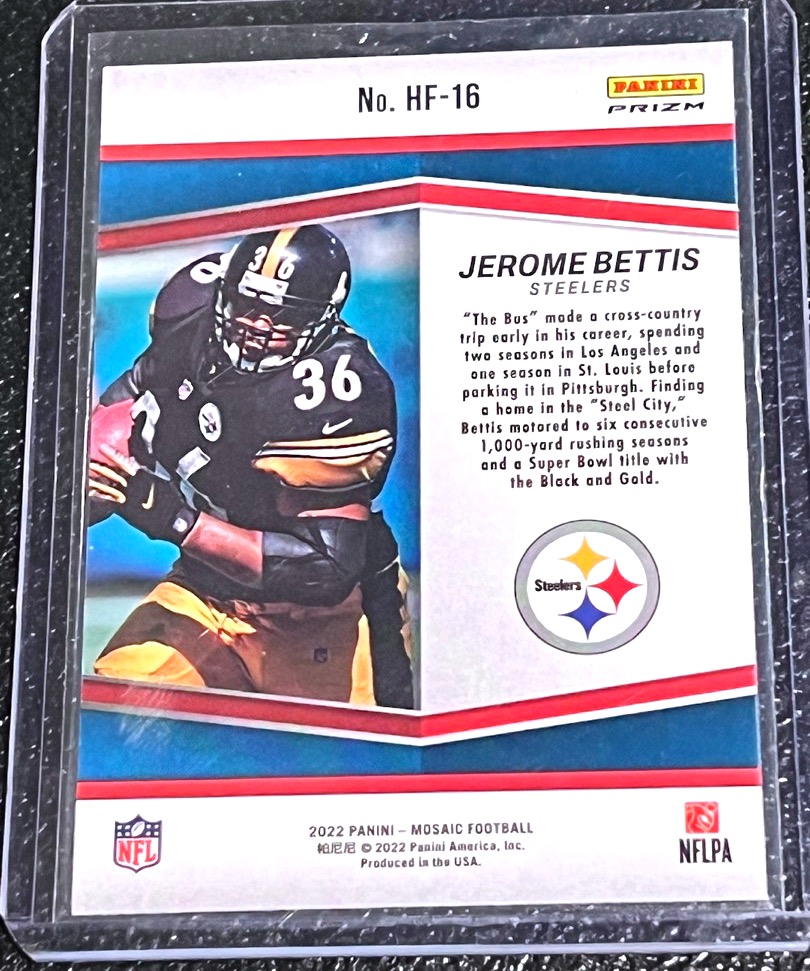 No. HF-16
PANINI
PRIZM
JEROME BETTIS
STEELERS
"The Bus" made a cross-country
trip early in his career, spending
two seasons in Los Angeles and
one season in St. Louis before
parking it in Pittsburgh. Finding
a home in the "Steel City,"
Bettis motored to six consecutive
1,000-yard rushing seasons
and a Super Bowl title with
the Black and Gold.
36
36
Steelers
NFL
2022 PANINI – MOSAIC FOOTBALL
帕尼尼 © 2022 Panini America, Inc.
Produced in the USA.
NFLPA